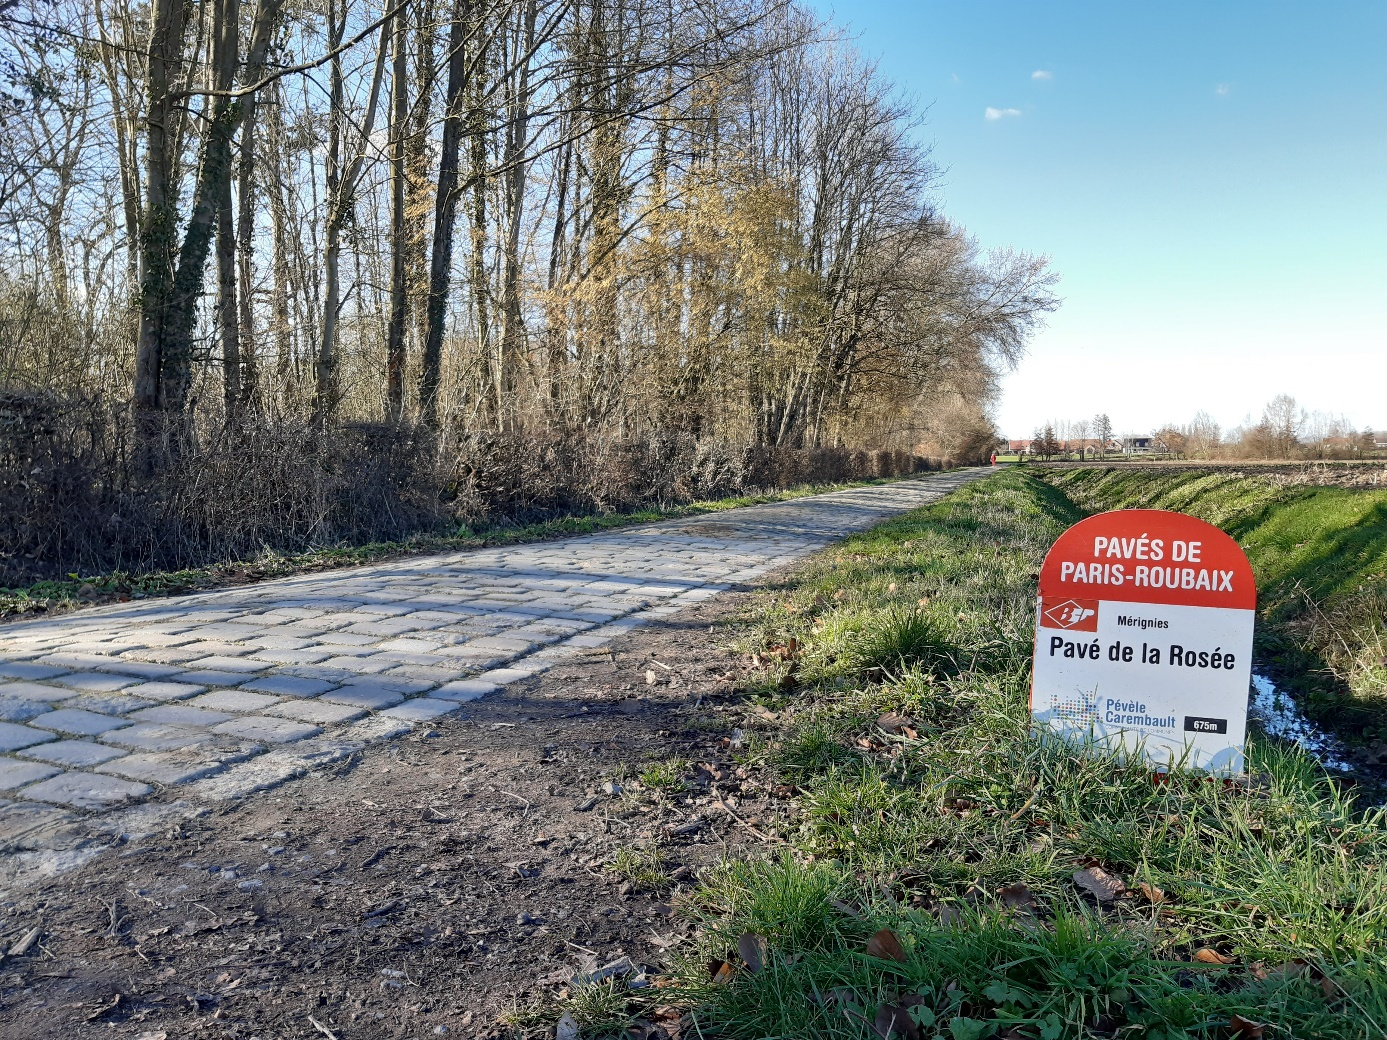 PAVÉS DE
PARIS-ROUBAIX
Mérignies
Pavé de la Rosée
Pévèle
Carembault
675m